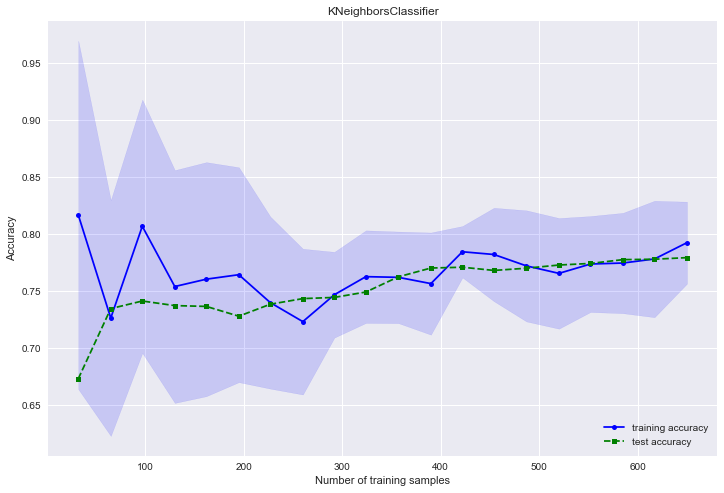 KNeighborsClassifier
0.95
0.90
0.85
0.80
0.75
0.70
0.65
Accuracy
training accuracy
test accuracy
100 200 300 400 500 600
Number of training samples